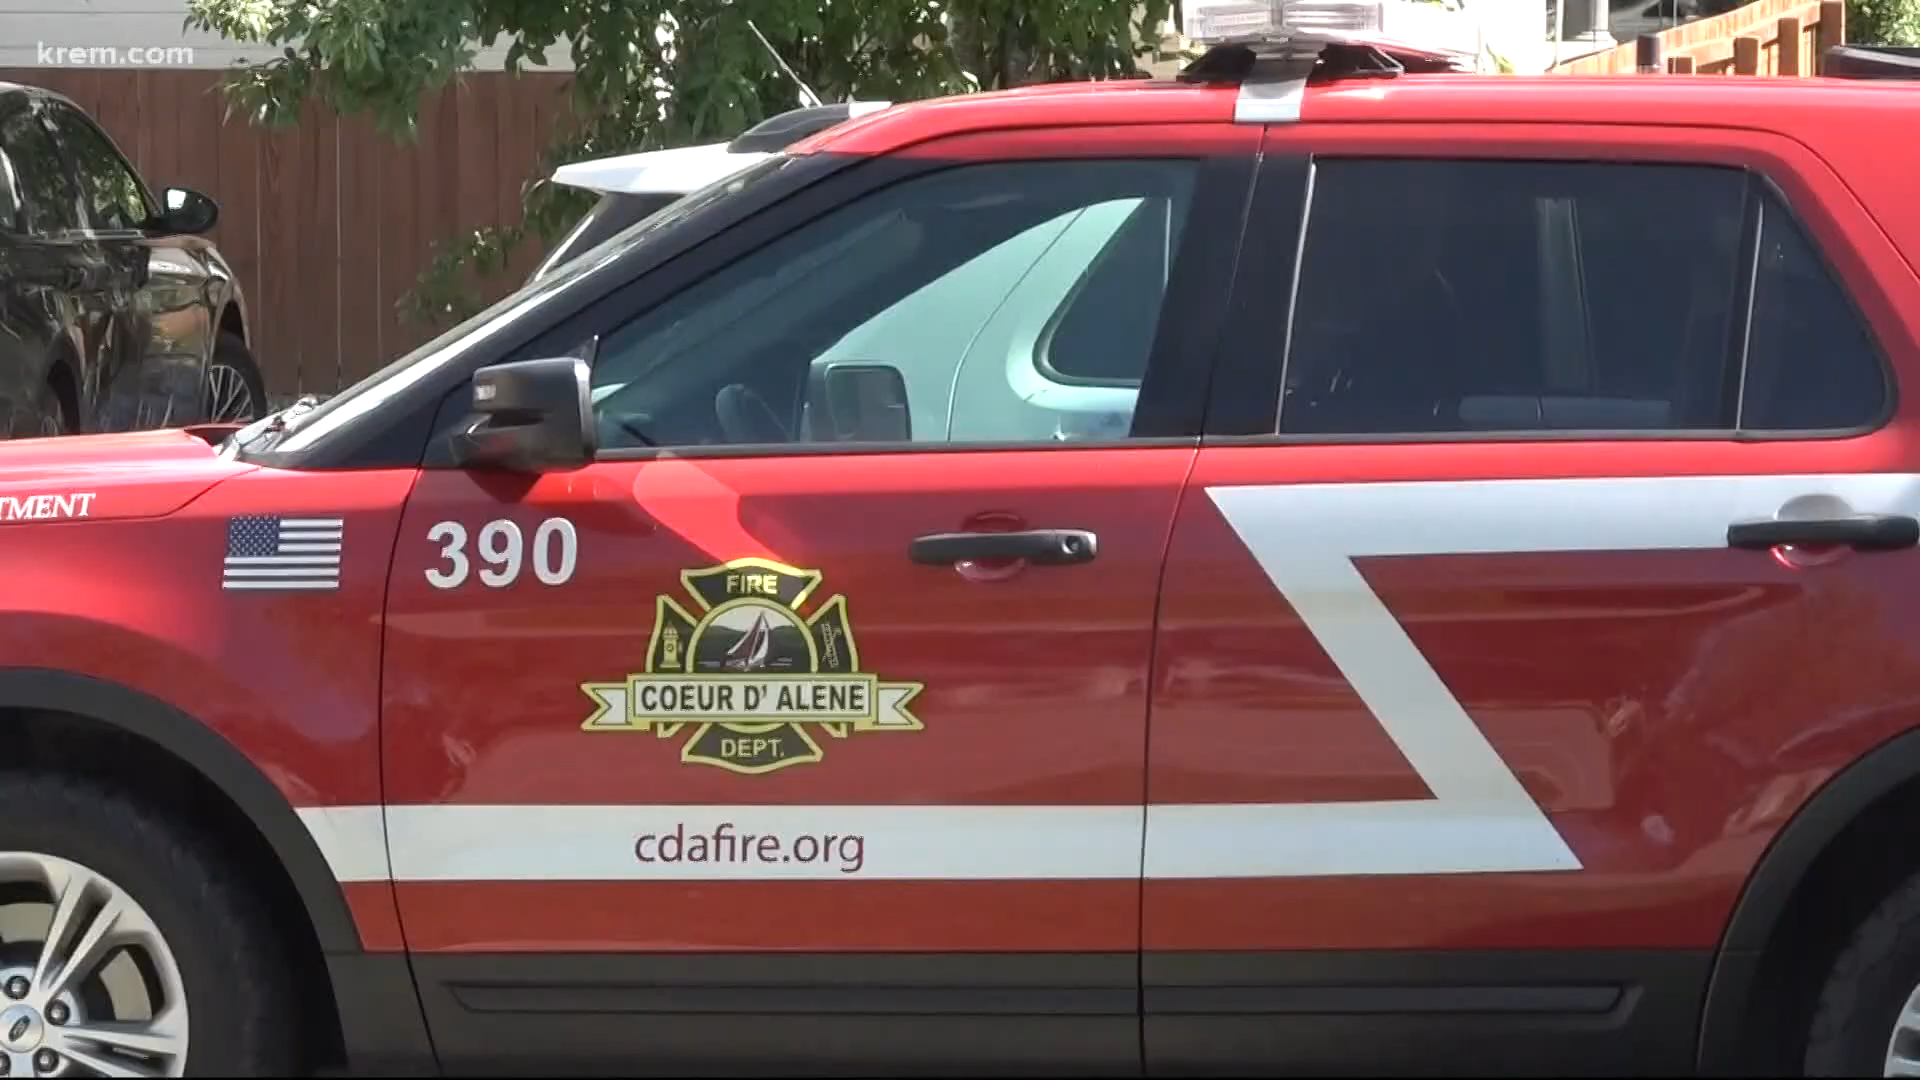 krem.com
TMENT
390
FIRE
COEUR D' ALENE
DEPT.
cdafire.org